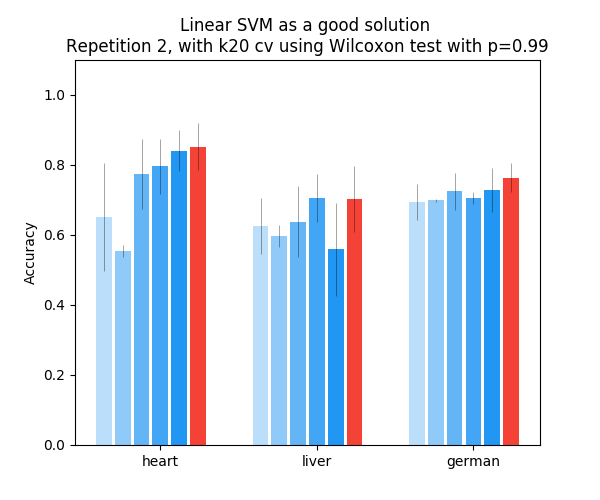 Linear SVM as a good solution
Repetition 2, with k20 cv using Wilcoxon test with p=0.99
1.0
0.8
0.6
0.4
0.2
0.0
Accuracy
heart liver german